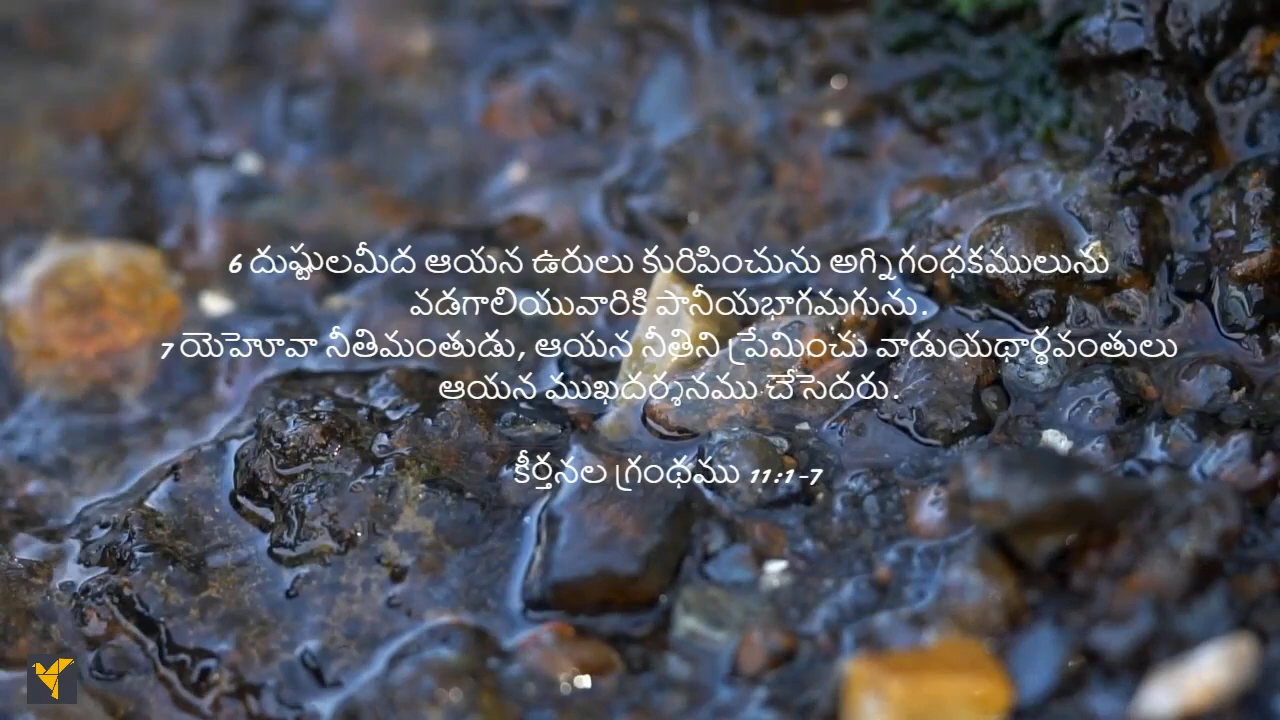 6 దుష్టులమీద ఆయన ఉరులు కురిపించును అగ్నిగంధకములును
వడగాలియువారికి పానీయభాగమగును.
7 యెహెూవా నీతిమంతుడు, ఆయన నీతిని ప్రేమించు వాడుయథార్థవంతులు
ఆయన ముఖదర్శనము చేసెదరు.
కీర్తనల గ్రంథము 11:1-7